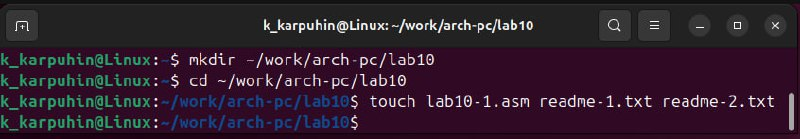 k_karpuhin@Linux: ~/work/arch-pc/lab10
k_karpuhin@Linux:~$ mkdir ~/work/arch-pc/lab10
k_karpuhin@Linux:~$ cd ~/work/arch-pc/lab10
k_karpuhin@Linux:~/work/arch-pc/lab10$ touch lab10-1.asm readme-1.txt readme-2.txt
k_karpuhin@Linux:~/work/arch-pc/lab10$